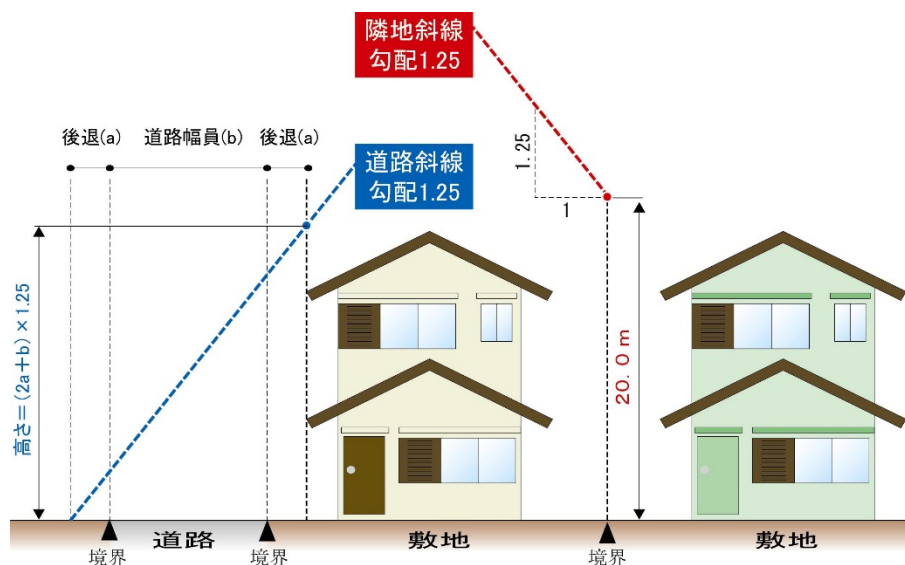 隣地斜線
勾配1.25
後退(a)
道路幅員(b)
後退(a)
道路斜線
勾配1.25
1.25
1
高さ=(2a+b)×1.25
20.0m
道路
敷地
敷地
境界
境界
境界